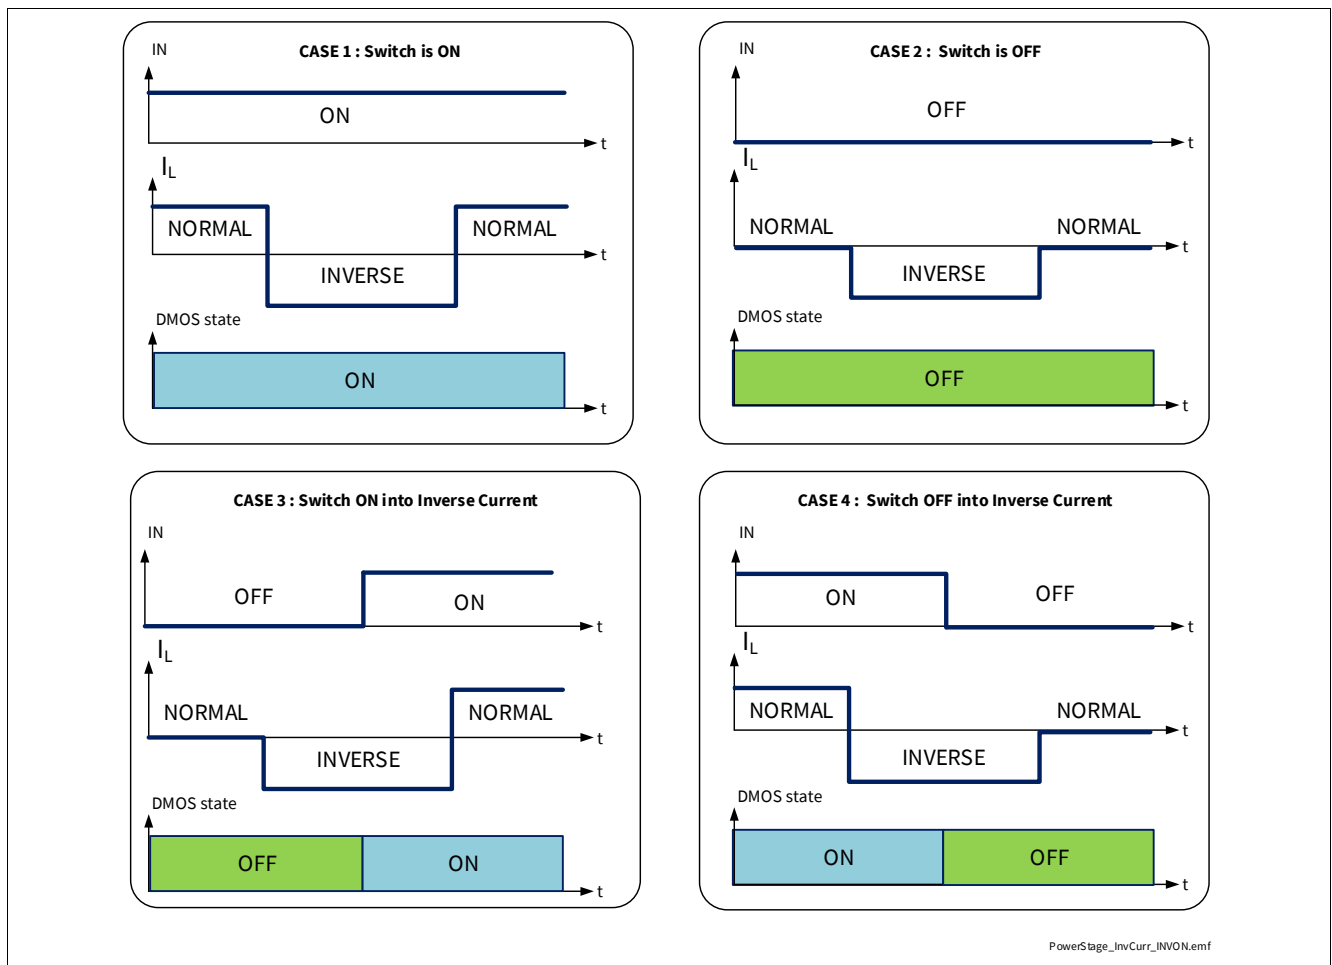 CASE 1 : Switch is ON
IN
ON
t
IL
NORMAL
NORMAL
t
INVERSE
DMOS state
ON
t
CASE 2 : Switch is OFF
IN
OFF
t
IL
NORMAL
NORMAL
t
INVERSE
DMOS state
OFF
t
CASE 3 : Switch ON into Inverse Current
IN
OFF
ON
t
IL
NORMAL
NORMAL
t
INVERSE
DMOS state
OFF
ON
t
CASE 4 : Switch OFF into Inverse Current
IN
ON
OFF
t
IL
NORMAL
NORMAL
t
INVERSE
DMOS state
ON
OFF
t
PowerStage_InvCurr_INVON.emf